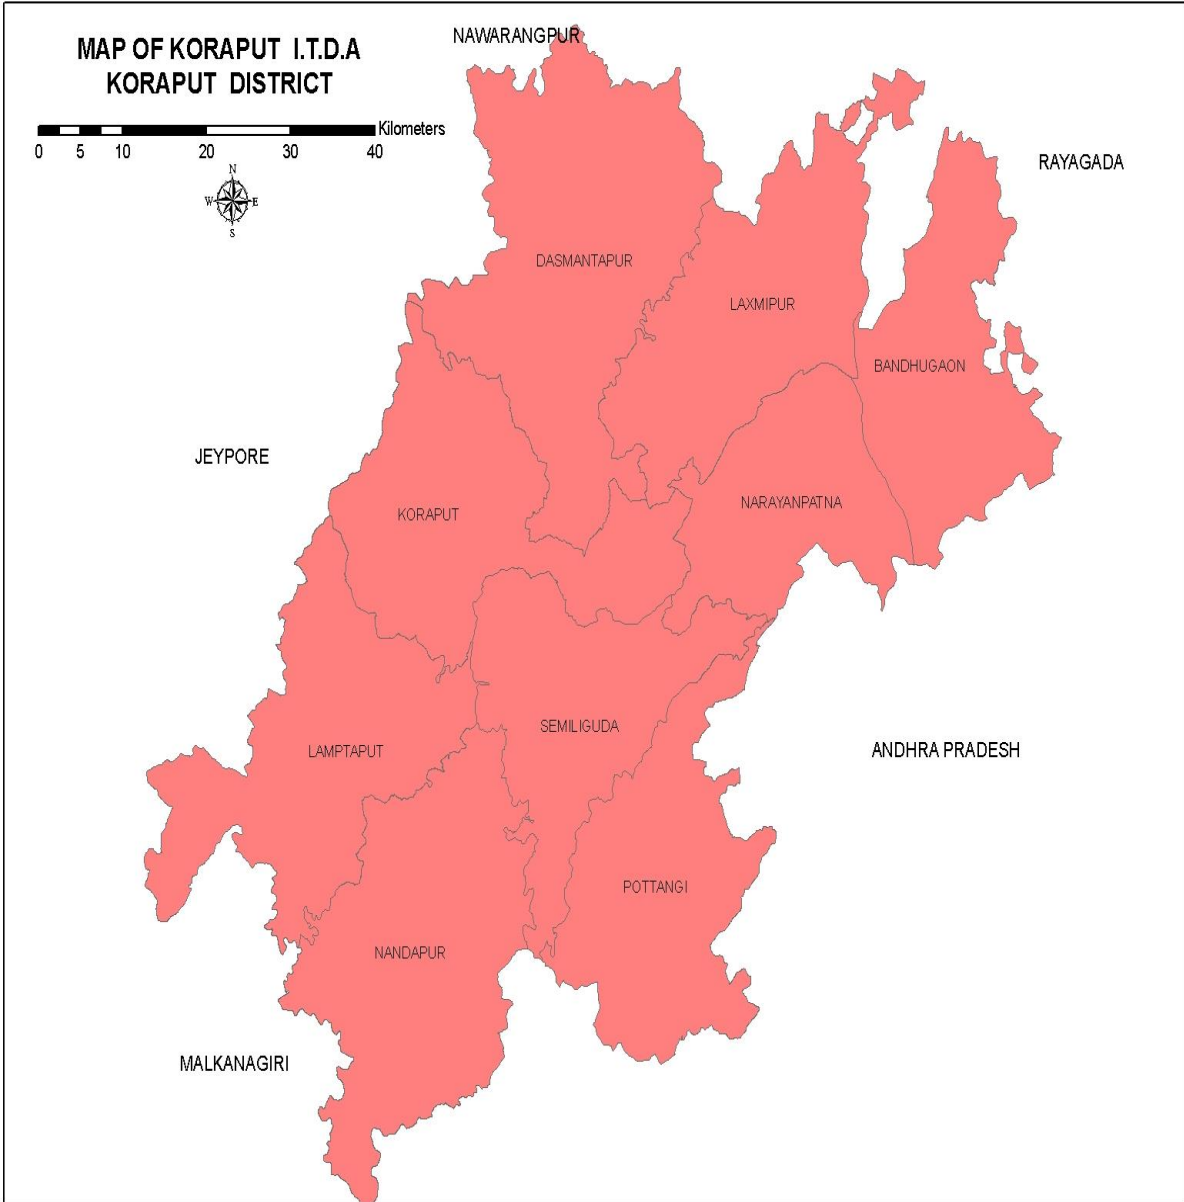 MAP OF KORAPUT I.T.D.A
KORAPUT DISTRICT
NAWARANGPUR
Kilometers
0 5 10 20 30 40
N
W E
S
RAYAGADA
DASMANTAPUR
LAXMIPUR
BANDHUGAON
JEYPORE
NARAYANPATNA
KORAPUT
SEMILIGUDA
LAMPTAPUT
ANDHRA PRADESH
POTTANGI
NANDAPUR
MALKANAGIRI